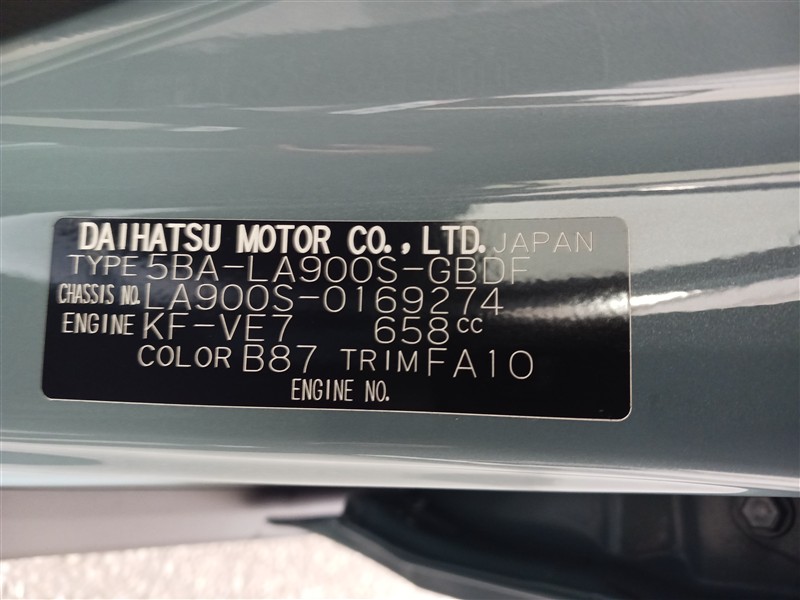 DAIHATSU MOTOR CO.,LTD. JAPAN
TYPE 5BA-LA900S-GBDF
CHASSIS NO. LA900S-0169274
ENGINE KF-VE7 658CC
COLOR B87 TRIM FA10
ENGINE NO.